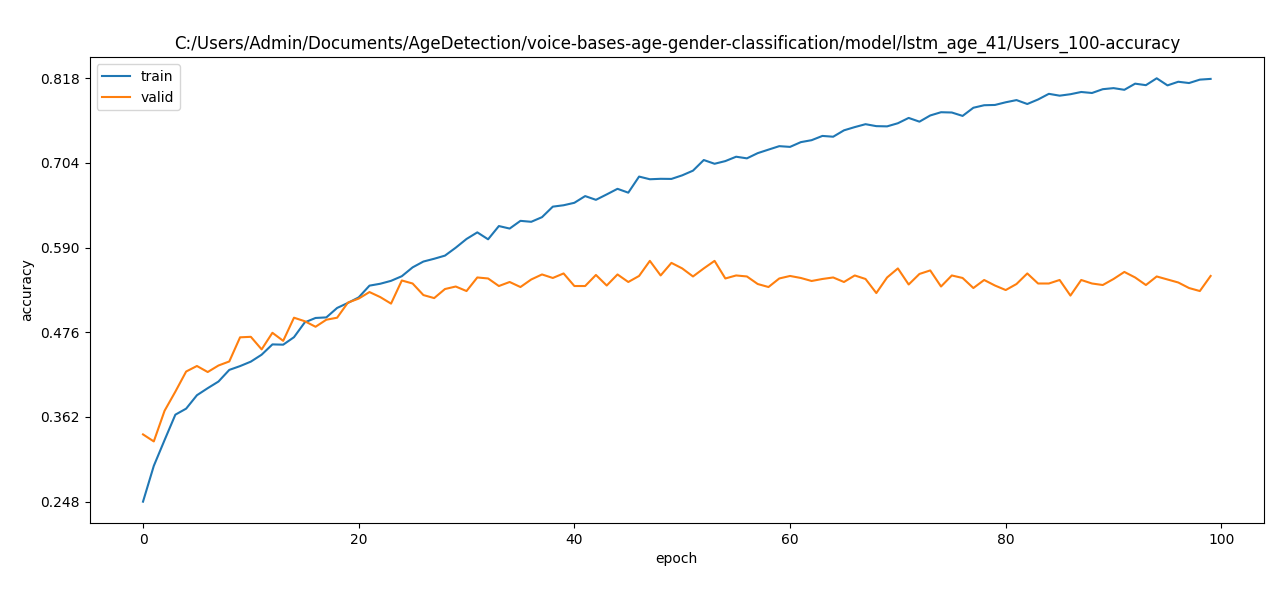 C:/Users/Admin/Documents/AgeDetection/voice-bases-age-gender-classification/model/lstm_age_41/Users_100-accuracy
train
valid
0.818
0.704
0.590
0.476
0.362
0.248
accuracy
0 20 40 60 80 100
epoch